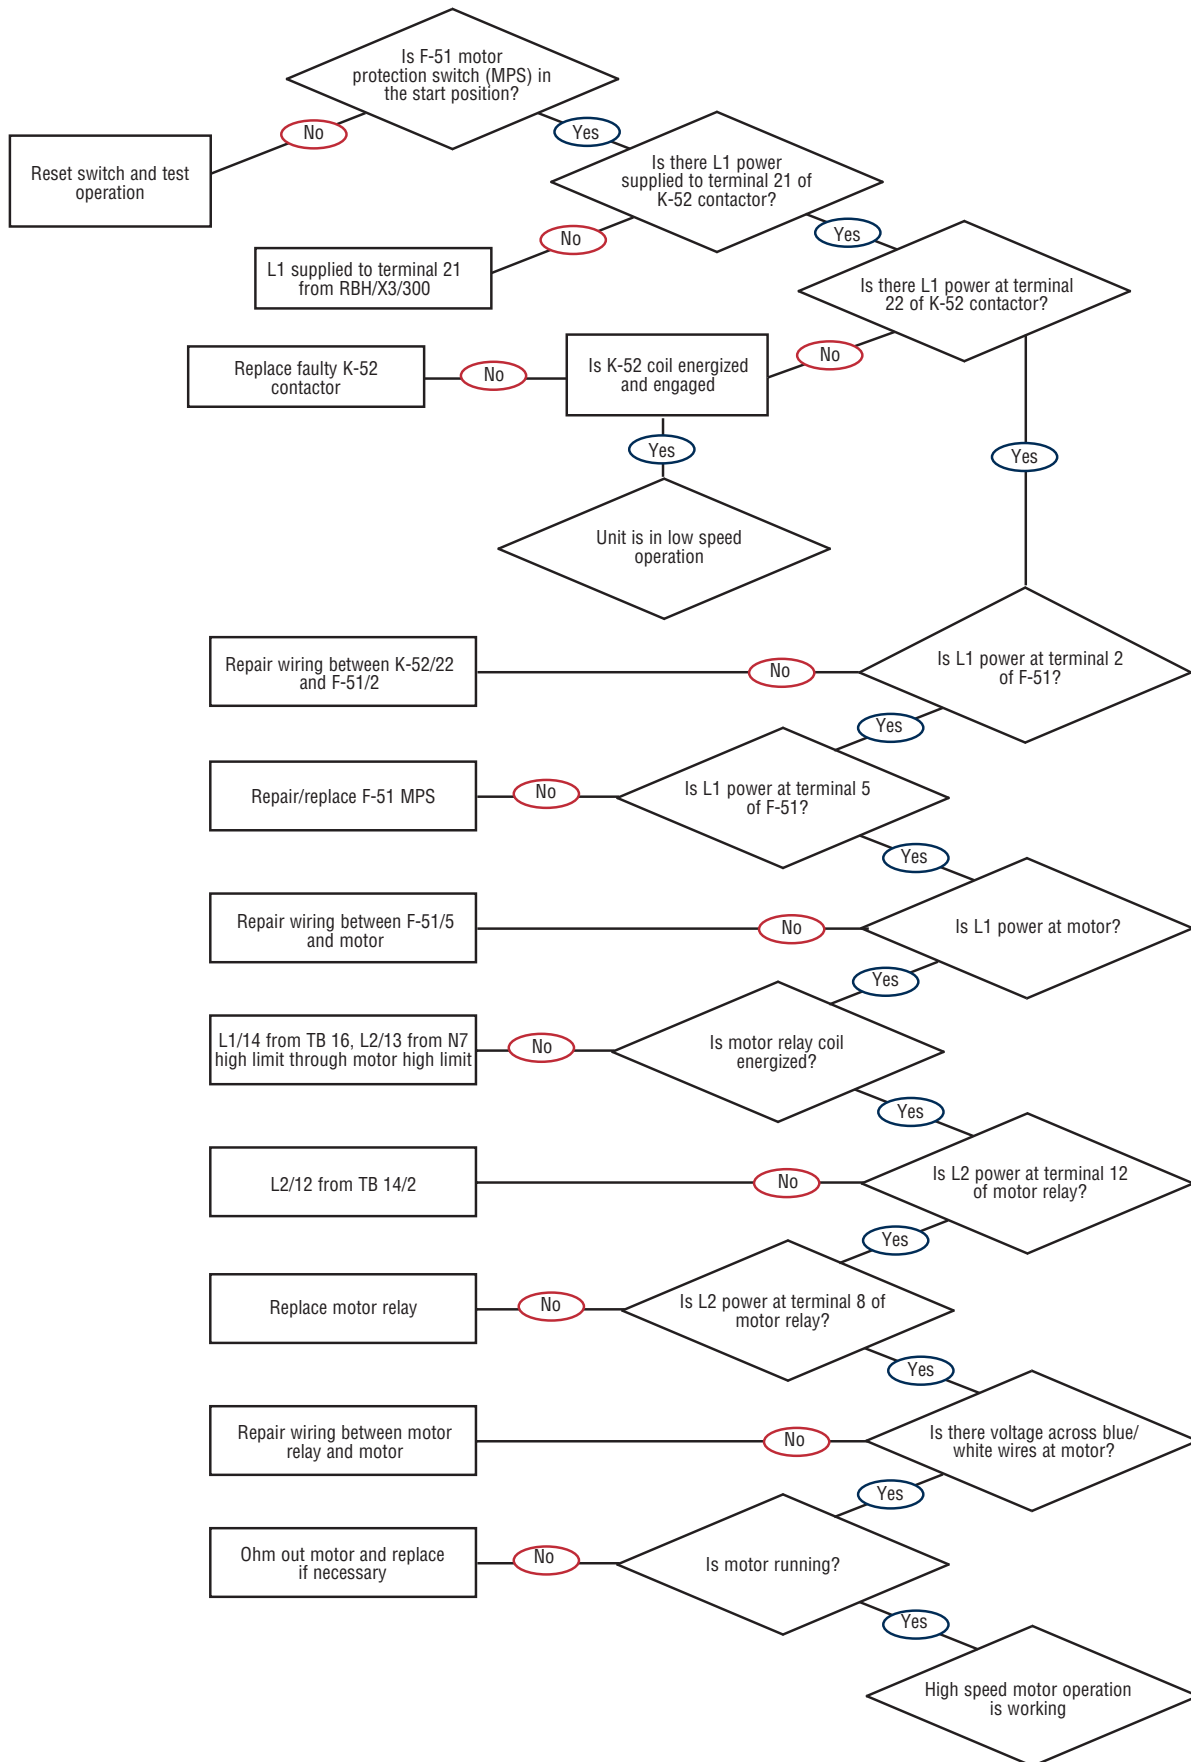 Is F-51 motor
protection switch (MPS) in
the start position?
No
Yes
Reset switch and test
operation
Is there L1 power
supplied to terminal 21 of
K-52 contactor?
No
Yes
L1 supplied to terminal 21
from RBH/X3/300
Is there L1 power at terminal
22 of K-52 contactor?
No
Yes
Is K-52 coil energized
and engaged
No
Replace faulty K-52
contactor
Yes
Unit is in low speed
operation
Is L1 power at terminal 2
of F-51?
No
Repair wiring between K-52/22
and F-51/2
Yes
Is L1 power at terminal 5
of F-51?
No
Repair/replace F-51 MPS
Yes
Is L1 power at motor?
No
Repair wiring between F-51/5
and motor
Yes
Is motor relay coil
energized?
No
L1/14 from TB 16, L2/13 from N7
high limit through motor high limit
Yes
Is L2 power at terminal 12
of motor relay?
No
L2/12 from TB 14/2
Yes
Is L2 power at terminal 8 of
motor relay?
No
Replace motor relay
Yes
Is there voltage across blue/
white wires at motor?
No
Repair wiring between motor
relay and motor
Yes
Is motor running?
No
Ohm out motor and replace
if necessary
Yes
High speed motor operation
is working